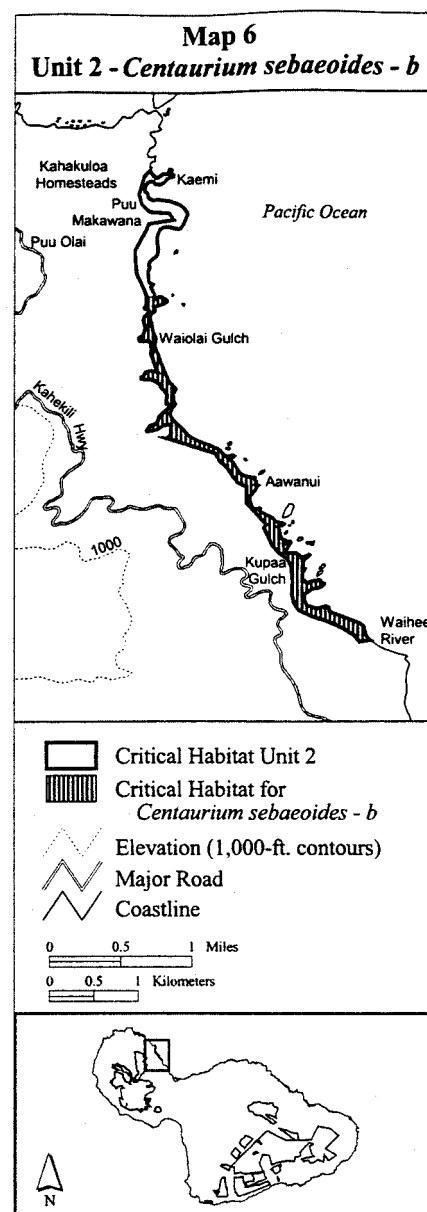 Map 6
Unit 2 - Centaurium sebaeoides - b
Kahakuloa
Homesteads
Kaemi
Puu
Makawana
Pacific Ocean
Puu Olai
Waiolai Gulch
Kahekili Hwy
Aawanui
1000
Kupaa
Gulch
Waihee
River
Critical Habitat Unit 2
Critical Habitat for
Centaurium sebaeoides - b
Elevation (1,000-ft. contours)
Major Road
Coastline
0 0.5 1 Miles
0 0.5 1 Kilometers
N